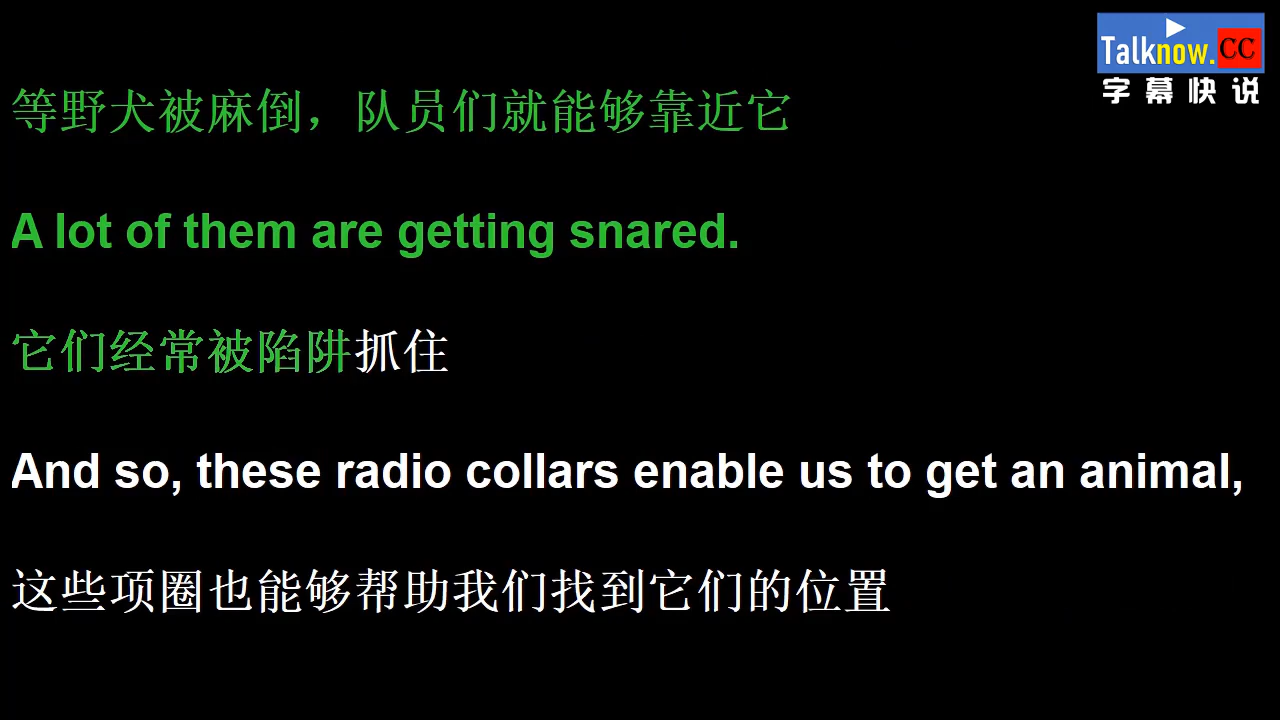 Talknow.CC
字幕快说
等野犬被麻倒，队员们就能够靠近它
A lot of them are getting snared.
它们经常被陷阱抓住
And so, these radio collars enable us to get an animal,
这些项圈也能够帮助我们找到它们的位置